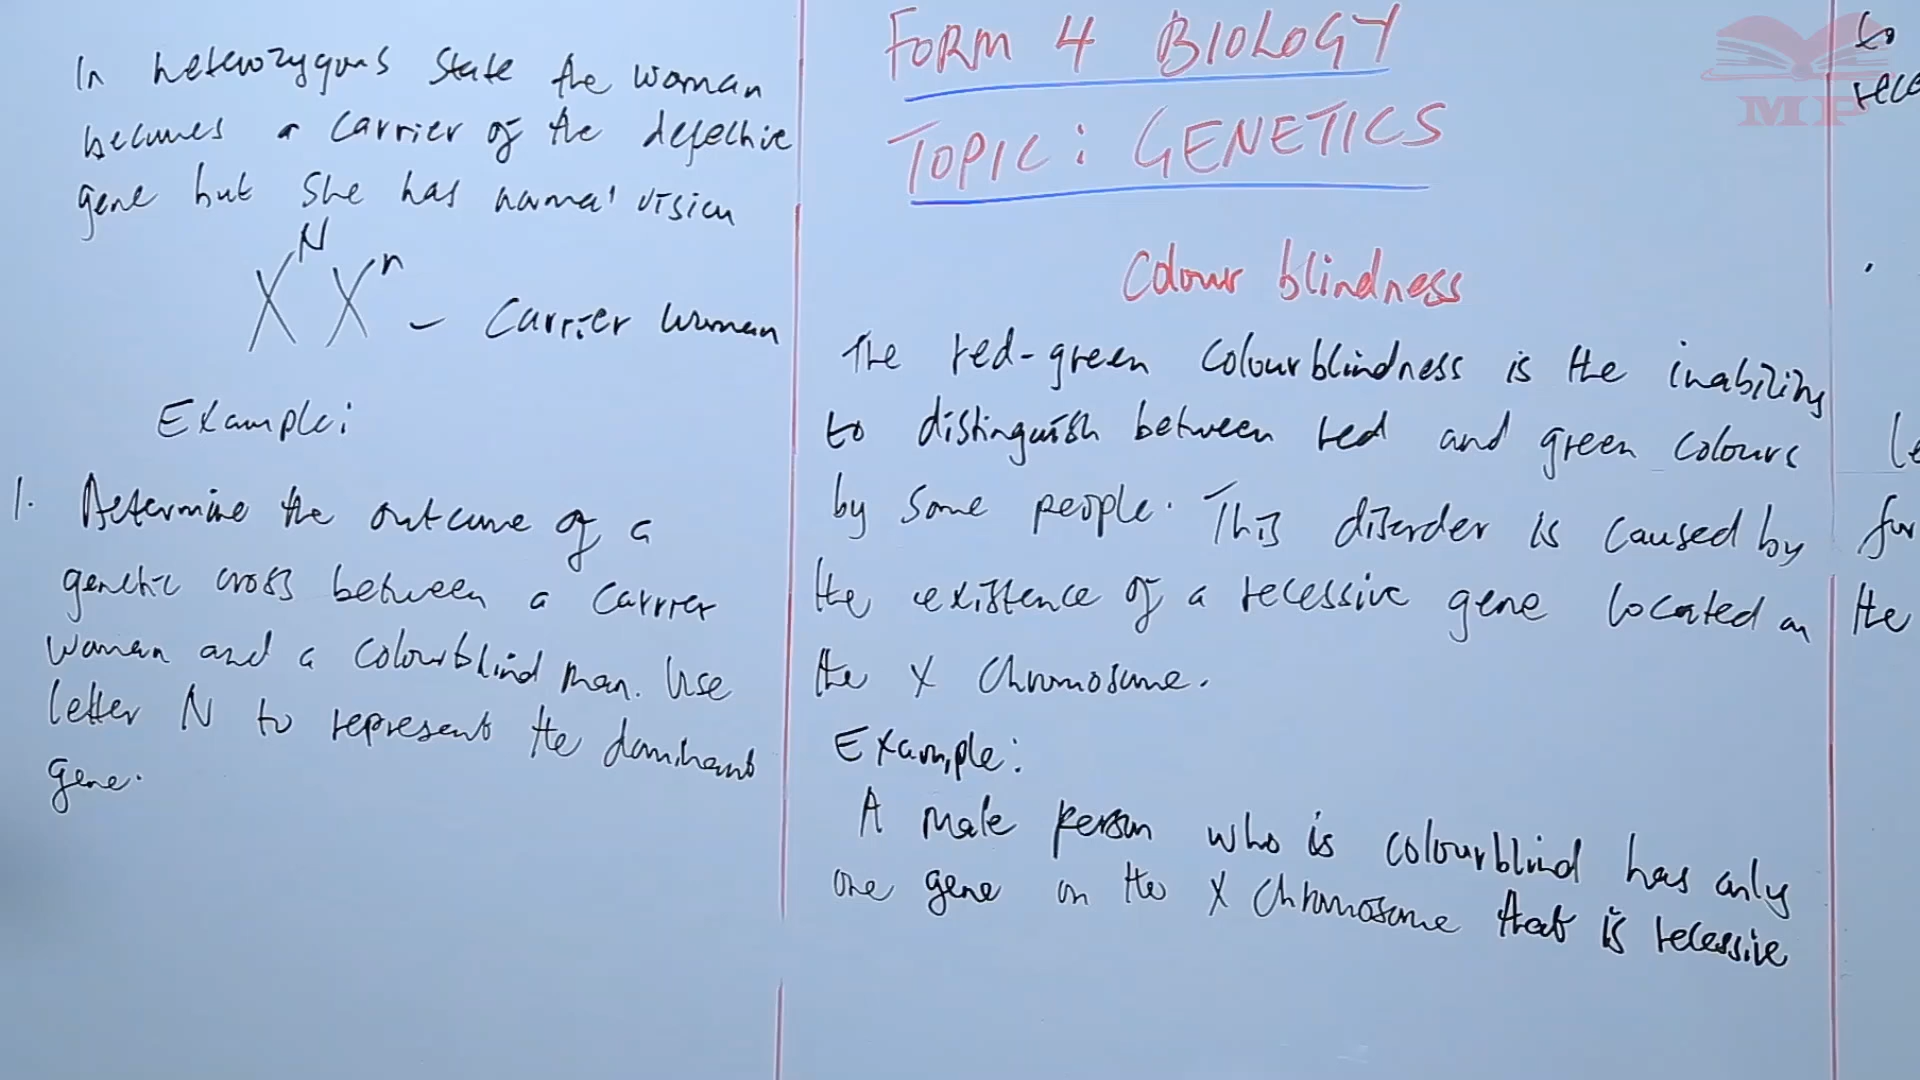 In heterozygous state the woman
becomes a carrier of the defective
gene but she has normal vision
X^N X^n - Carrier woman
Example:
1. Determine the outcome of a
genetic cross between a carrier
woman and a colourblind man. Use
letter N to represent the dominant
gene.
FORM 4 BIOLOGY
TOPIC: GENETICS
Colour blindness
The red-green colourblindness is the inability
to distinguish between red and green colours
by some people. This disorder is caused by
the existence of a recessive gene located on
the X chromosome.
Example:
A male person who is colourblind has only
one gene on the X chromosome that is recessive
to
rece
le
for
the
MP